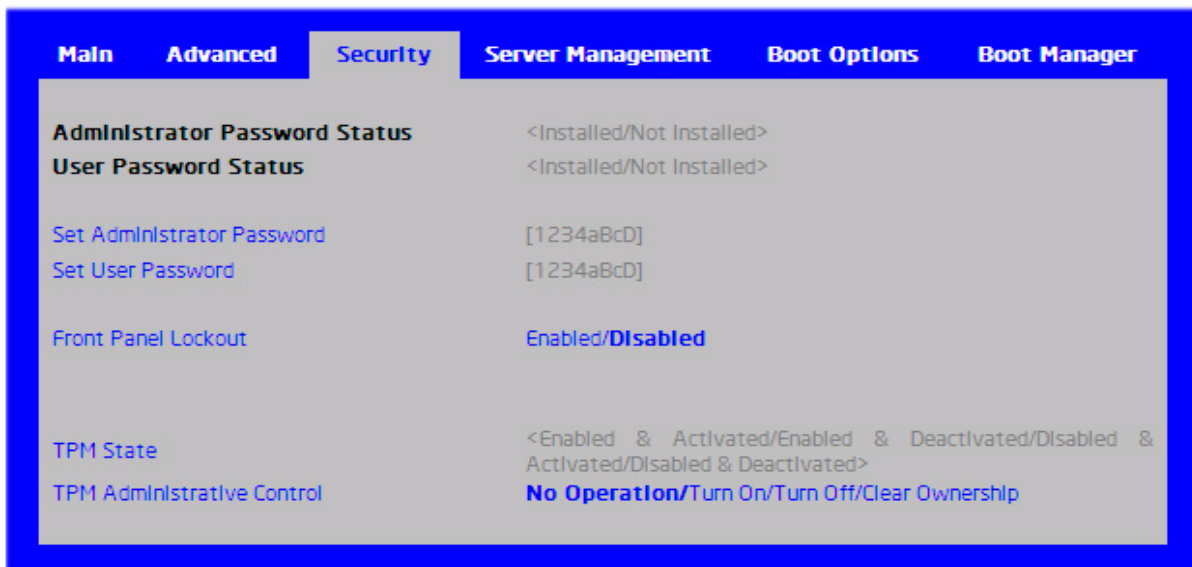 Main Advanced Security Server Management Boot Options Boot Manager
Administrator Password Status <Installed/Not Installed>
User Password Status <Installed/Not Installed>
Set Administrator Password [1234aBcD]
Set User Password [1234aBcD]
Front Panel Lockout Enabled/Disabled
TPM State <Enabled & Activated/Enabled & Deactivated/Disabled &
Activated/Disabled & Deactivated>
TPM Administrative Control No Operation/Turn On/Turn Off/Clear Ownership